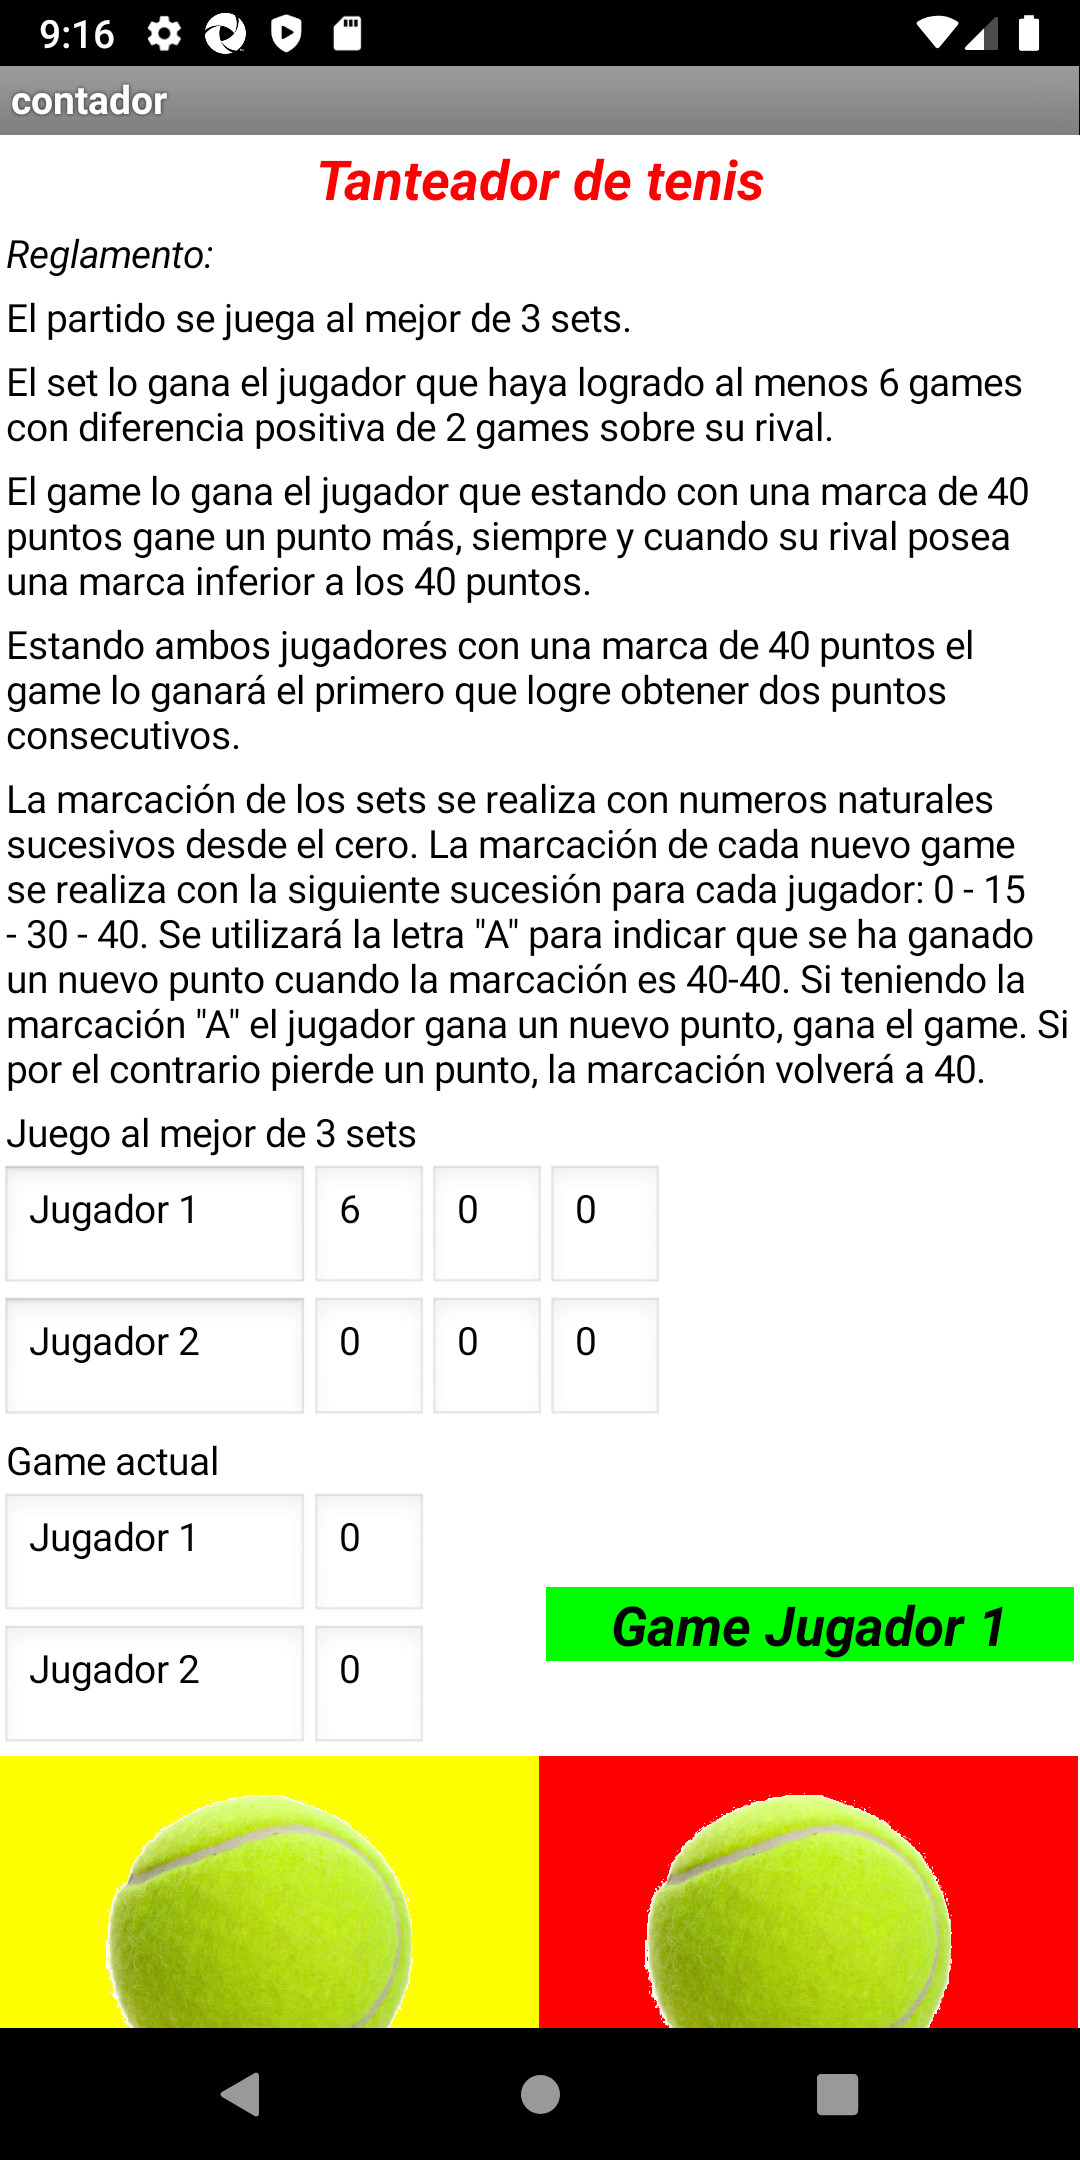 9:16
contador
Tanteador de tenis
Reglamento:
El partido se juega al mejor de 3 sets.
El set lo gana el jugador que haya logrado al menos 6 games
con diferencia positiva de 2 games sobre su rival.
El game lo gana el jugador que estando con una marca de 40
puntos gane un punto más, siempre y cuando su rival posea
una marca inferior a los 40 puntos.
Estando ambos jugadores con una marca de 40 puntos el
game lo ganará el primero que logre obtener dos puntos
consecutivos.
La marcación de los sets se realiza con numeros naturales
sucesivos desde el cero. La marcación de cada nuevo game
se realiza con la siguiente sucesión para cada jugador: 0 - 15
- 30 - 40. Se utilizará la letra "A" para indicar que se ha ganado
un nuevo punto cuando la marcación es 40-40. Si teniendo la
marcación "A" el jugador gana un nuevo punto, gana el game. Si
por el contrario pierde un punto, la marcación volverá a 40.
Juego al mejor de 3 sets
Jugador 1 6 0 0
Jugador 2 0 0 0
Game actual
Jugador 1 0
Game Jugador 1
Jugador 2 0